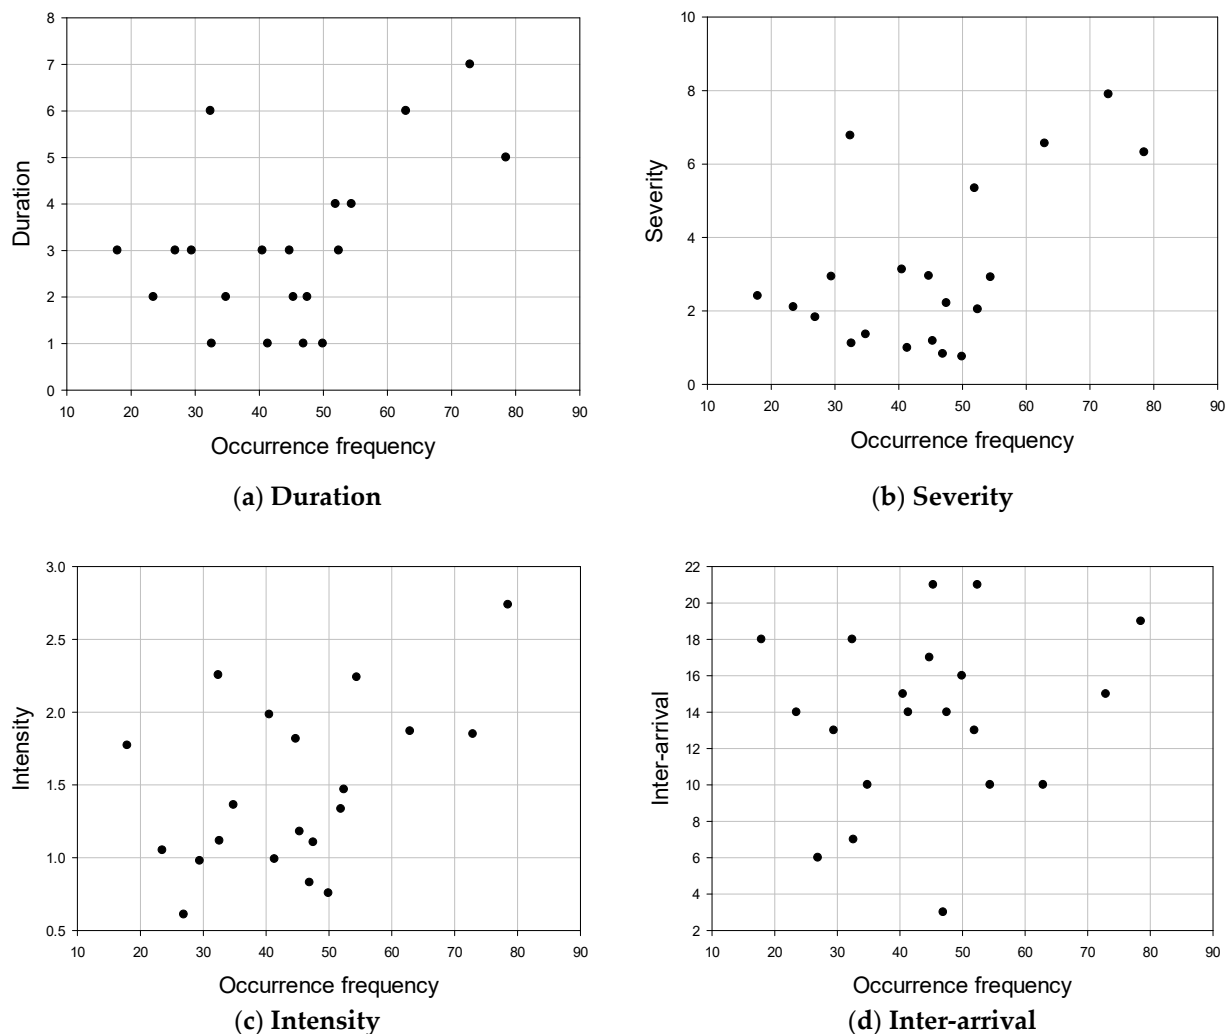 8
7
6
5
4
3
2
1
0
Duration
10 20 30 40 50 60 70 80 90
Occurrence frequency
(a) Duration
10
8
6
4
2
0
Severity
10 20 30 40 50 60 70 80 90
Occurrence frequency
(b) Severity
3.0
2.5
2.0
1.5
1.0
0.5
Intensity
10 20 30 40 50 60 70 80 90
Occurrence frequency
(c) Intensity
22
20
18
16
14
12
10
8
6
4
2
Inter-arrival
10 20 30 40 50 60 70 80 90
Occurrence frequency
(d) Inter-arrival